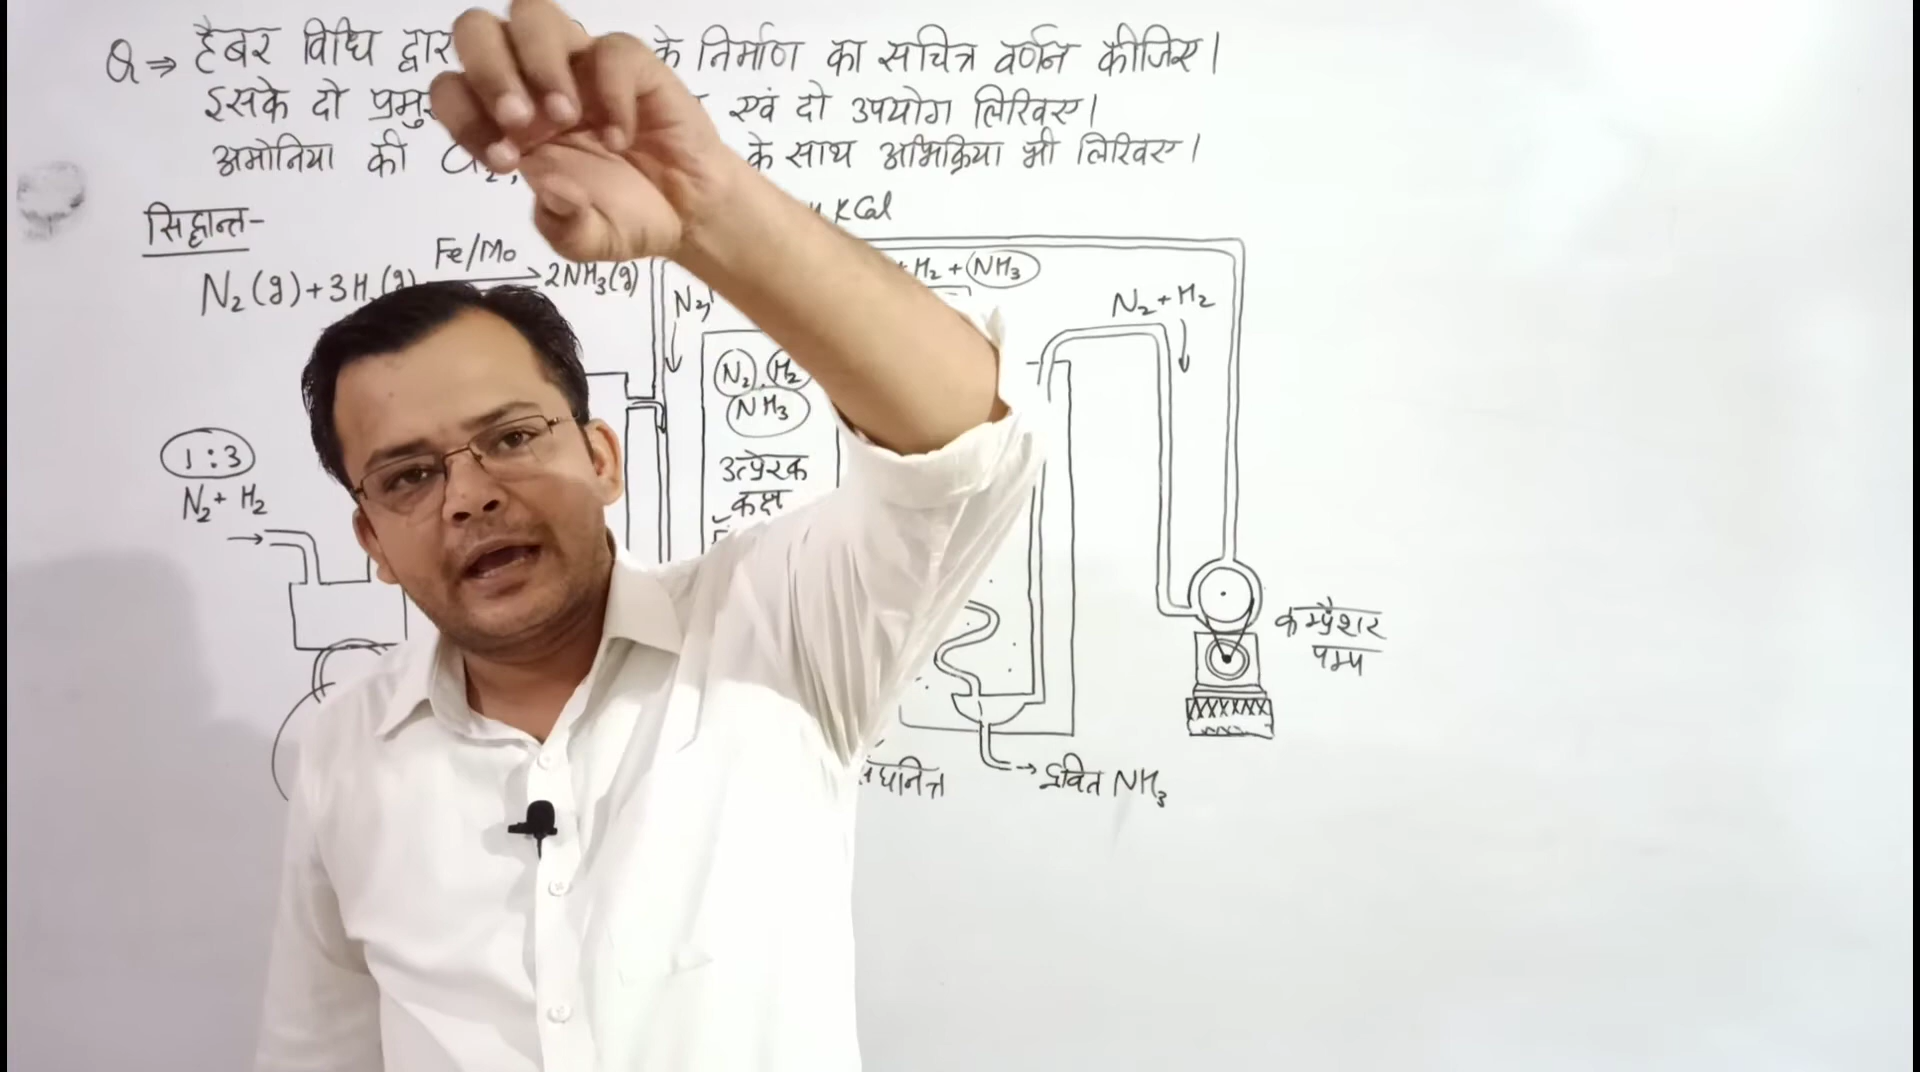 Q ⇒ हैबर विधि द्वार के निर्माण का सचित्र वर्णन कीजिए।
इसके दो प्रमुख एवं दो उपयोग लिखिए।
अमोनिया की के साथ अभिक्रिया भी लिखिए।
सिद्धान्त-
KCal
Fe/Mo
N2(g)+3H2(g) → 2NH3(g)
+ H2 + NH3
N2
N2+H2
N2, H2
NH3
उत्प्रेरक
कक्ष
1:3
N2+ H2
कम्प्रेशर
पम्प
संघनित्र
→ द्रवित NH3